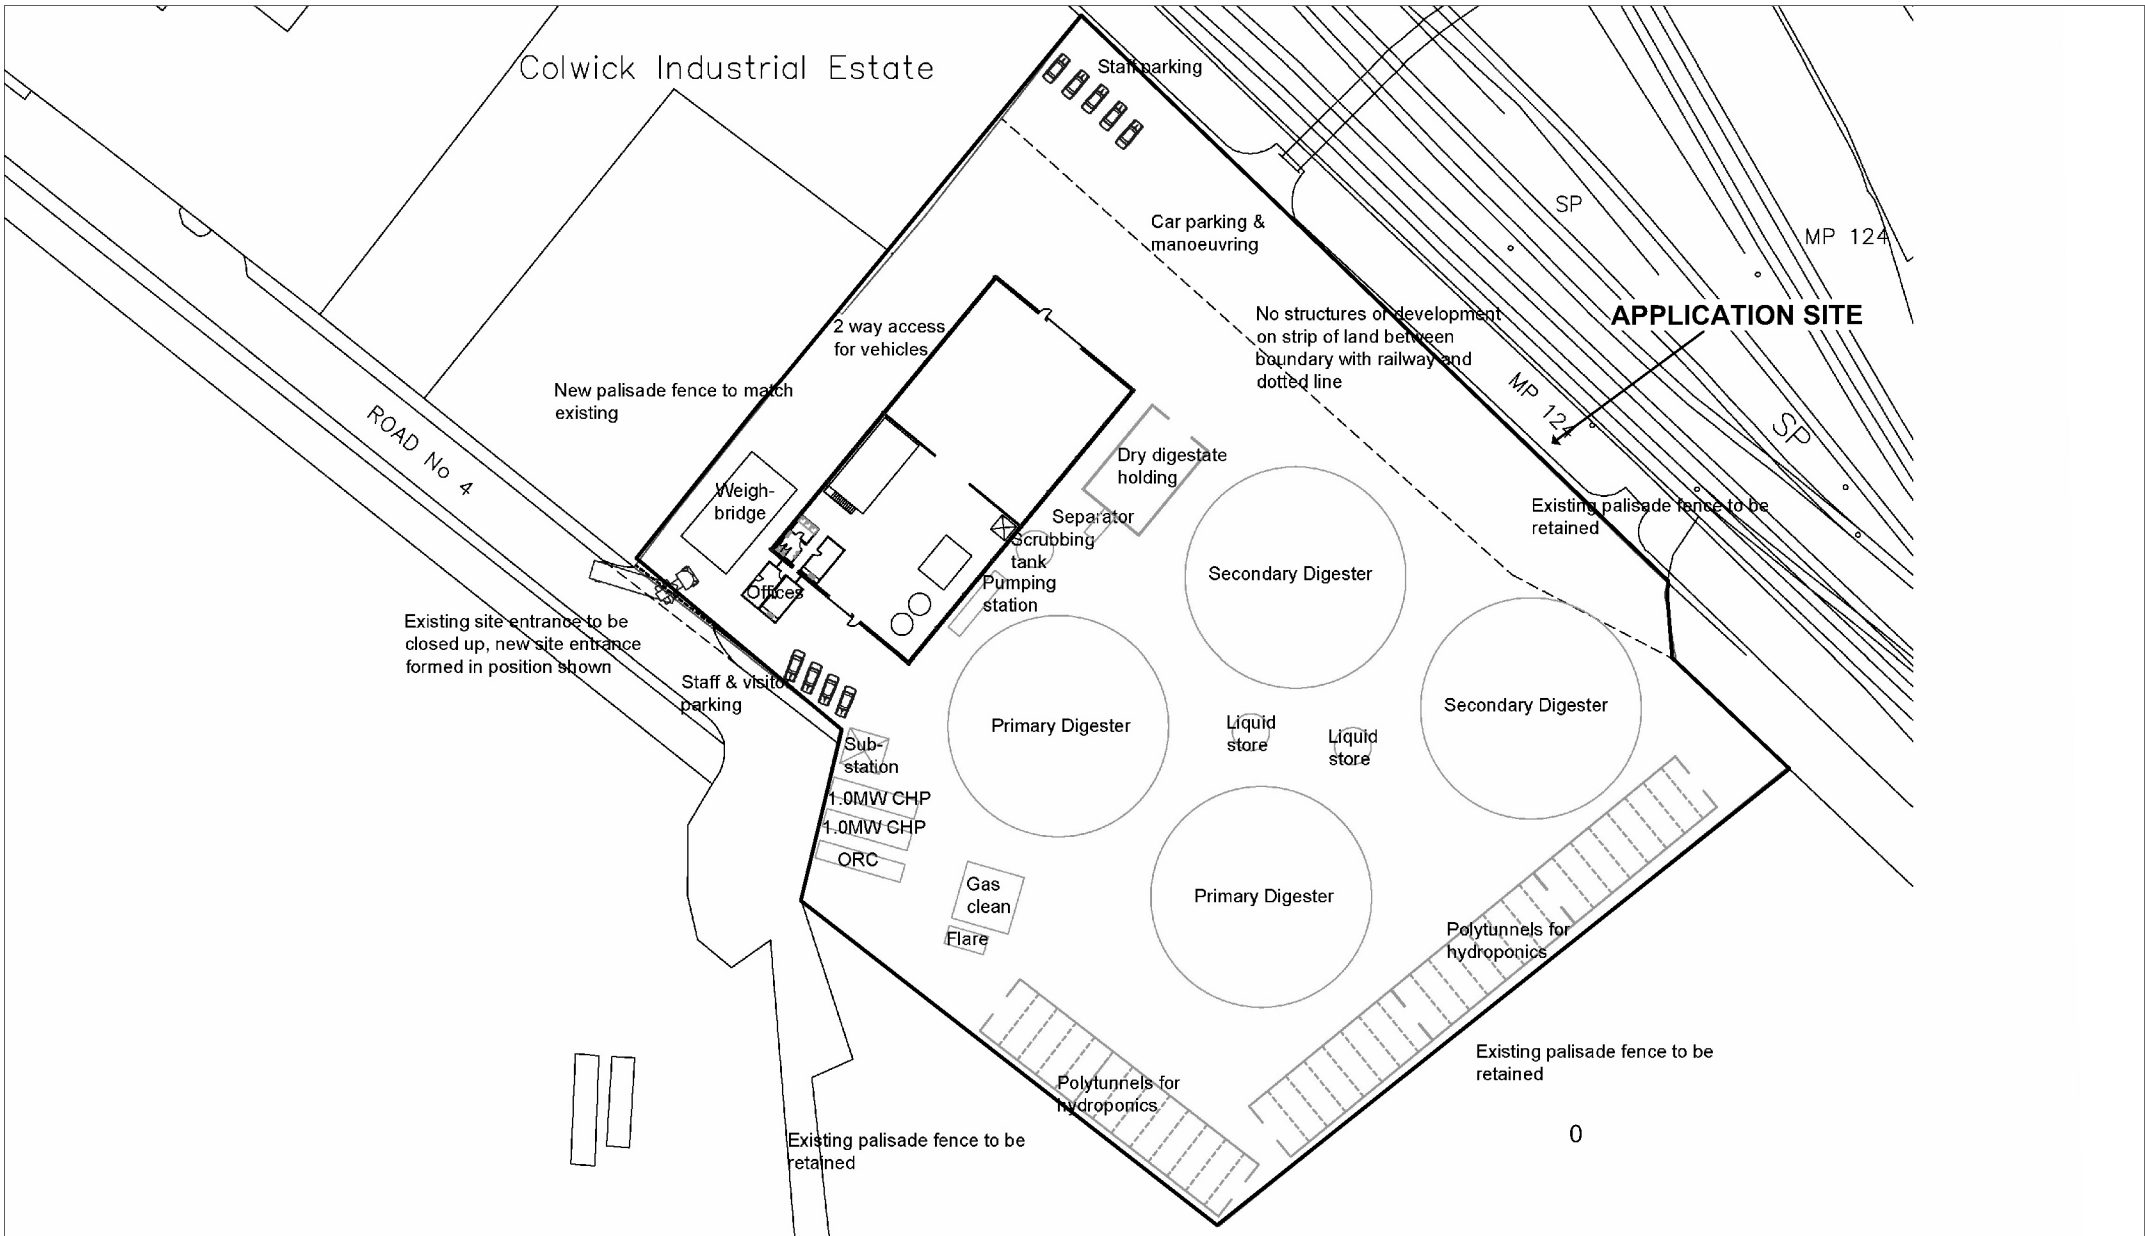 Colwick Industrial Estate
Staff parking
SP
Car parking &
manoeuvring
MP 124
No structures or development
on strip of land between
boundary with railway and
dotted line
APPLICATION SITE
2 way access
for vehicles
New palisade fence to match
existing
ROAD No 4
MP 124
SP
Weigh-
bridge
Dry digestate
holding
Separator
Scrubbing
tank
Pumping
station
Existing palisade fence to be
retained
Secondary Digester
Offices
Existing site entrance to be
closed up, new site entrance
formed in position shown
Staff & visitor
parking
Primary Digester
Liquid
store
Liquid
store
Secondary Digester
Sub-
station
1.0MW CHP
1.0MW CHP
ORC
Gas
clean
Flare
Primary Digester
Polytunnels for
hydroponics
Polytunnels for
hydroponics
Existing palisade fence to be
retained
Existing palisade fence to be
retained
0